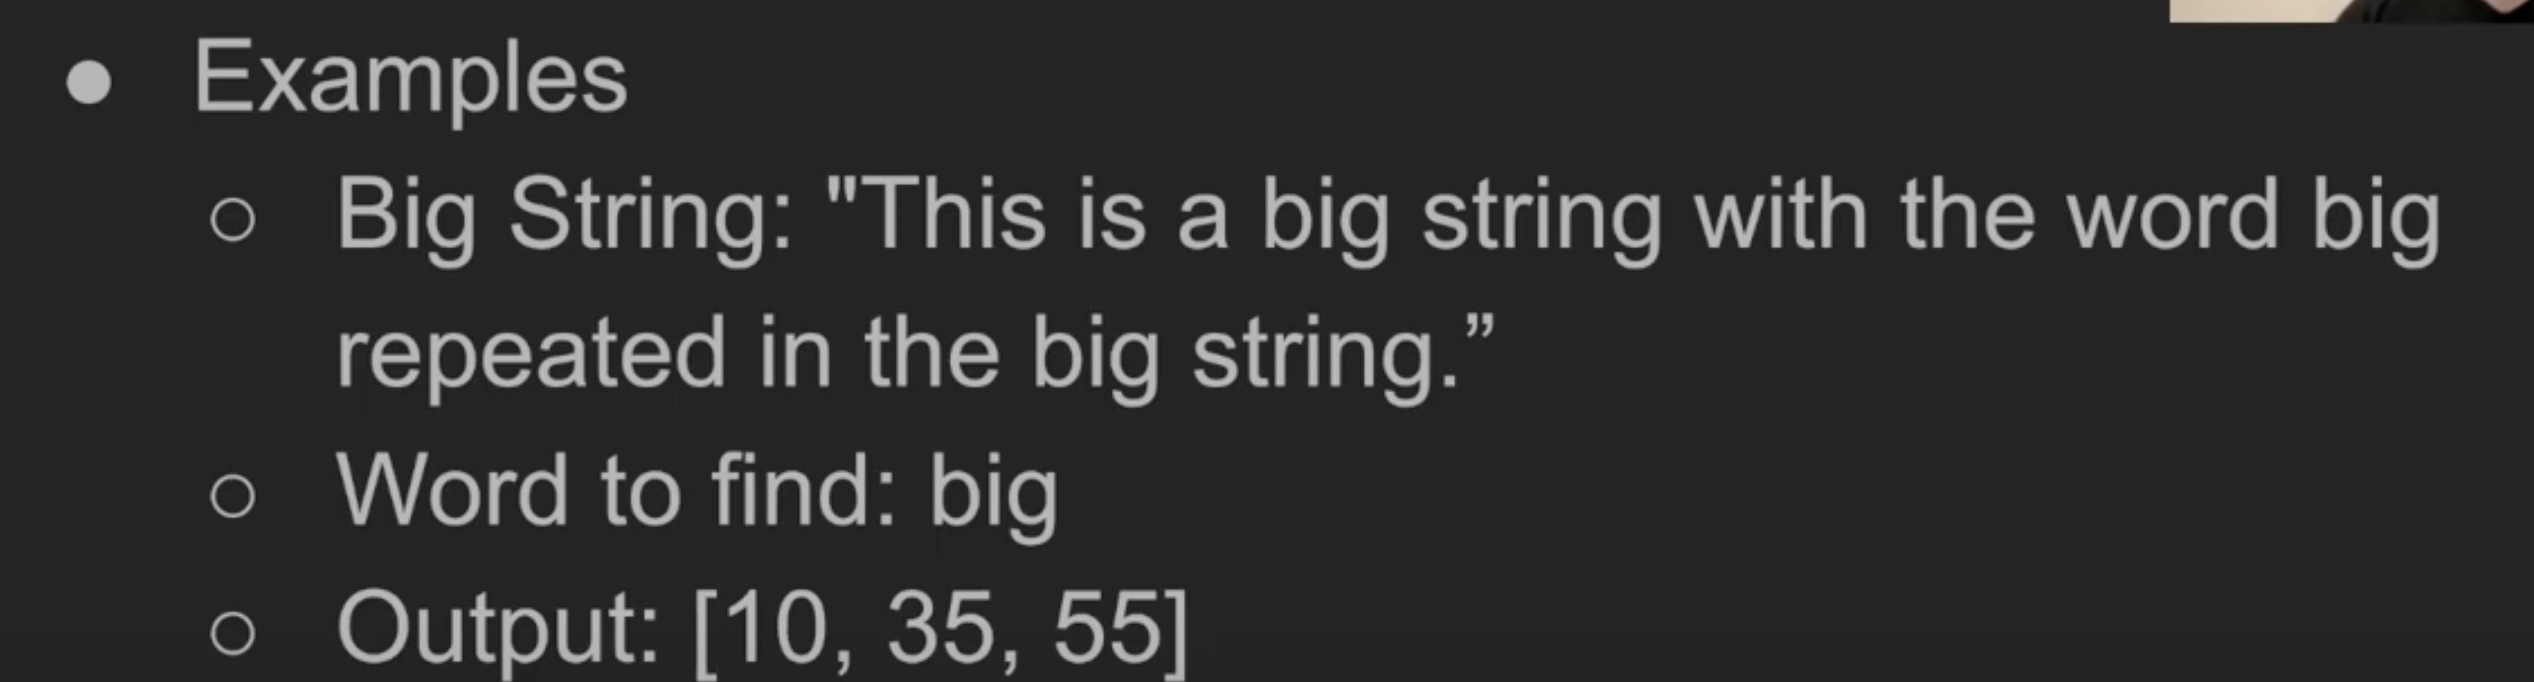 Examples
Big String: "This is a big string with the word big
repeated in the big string.”
Word to find: big
Output: [10, 35, 55]